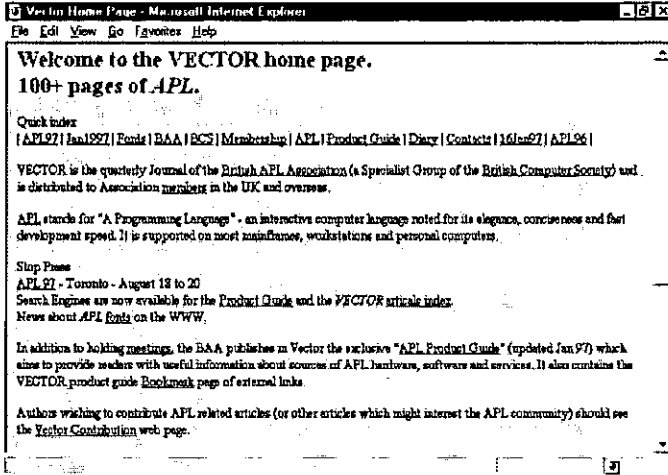 Vector Home Page - Microsoft Internet Explorer
File Edit View Go Favorites Help
Welcome to the VECTOR home page.
100+ pages of APL.
Quick index
| APL97 | Jan1997 | Fonts | BAA | BCS | Membership | APL | Product Guide | Diary | Contacts | 16Jan97 | APL96 |
VECTOR is the quarterly Journal of the British APL Association (a Specialist Group of the British Computer Society) and
is distributed to Association members in the UK and overseas.
APL stands for "A Programming Language" - an interactive computer language noted for its elegance, conciseness and fast
development speed. It is supported on most mainframes, workstations and personal computers.
Stop Press
APL 97 - Toronto - August 18 to 20
Search Engines are now available for the Product Guide and the VECTOR articale index.
News about APL fonts on the WWW.
In addition to holding meetings, the BAA publishes in Vector the exclusive "APL Product Guide" (updated Jan 97) which
aims to provide readers with useful information about sources of APL hardware, software and services. It also contains the
VECTOR product guide Bookmark page of external links.
Authors wishing to contribute APL related articles (or other articles which might interest the APL community) should see
the Vector Contribution web page.